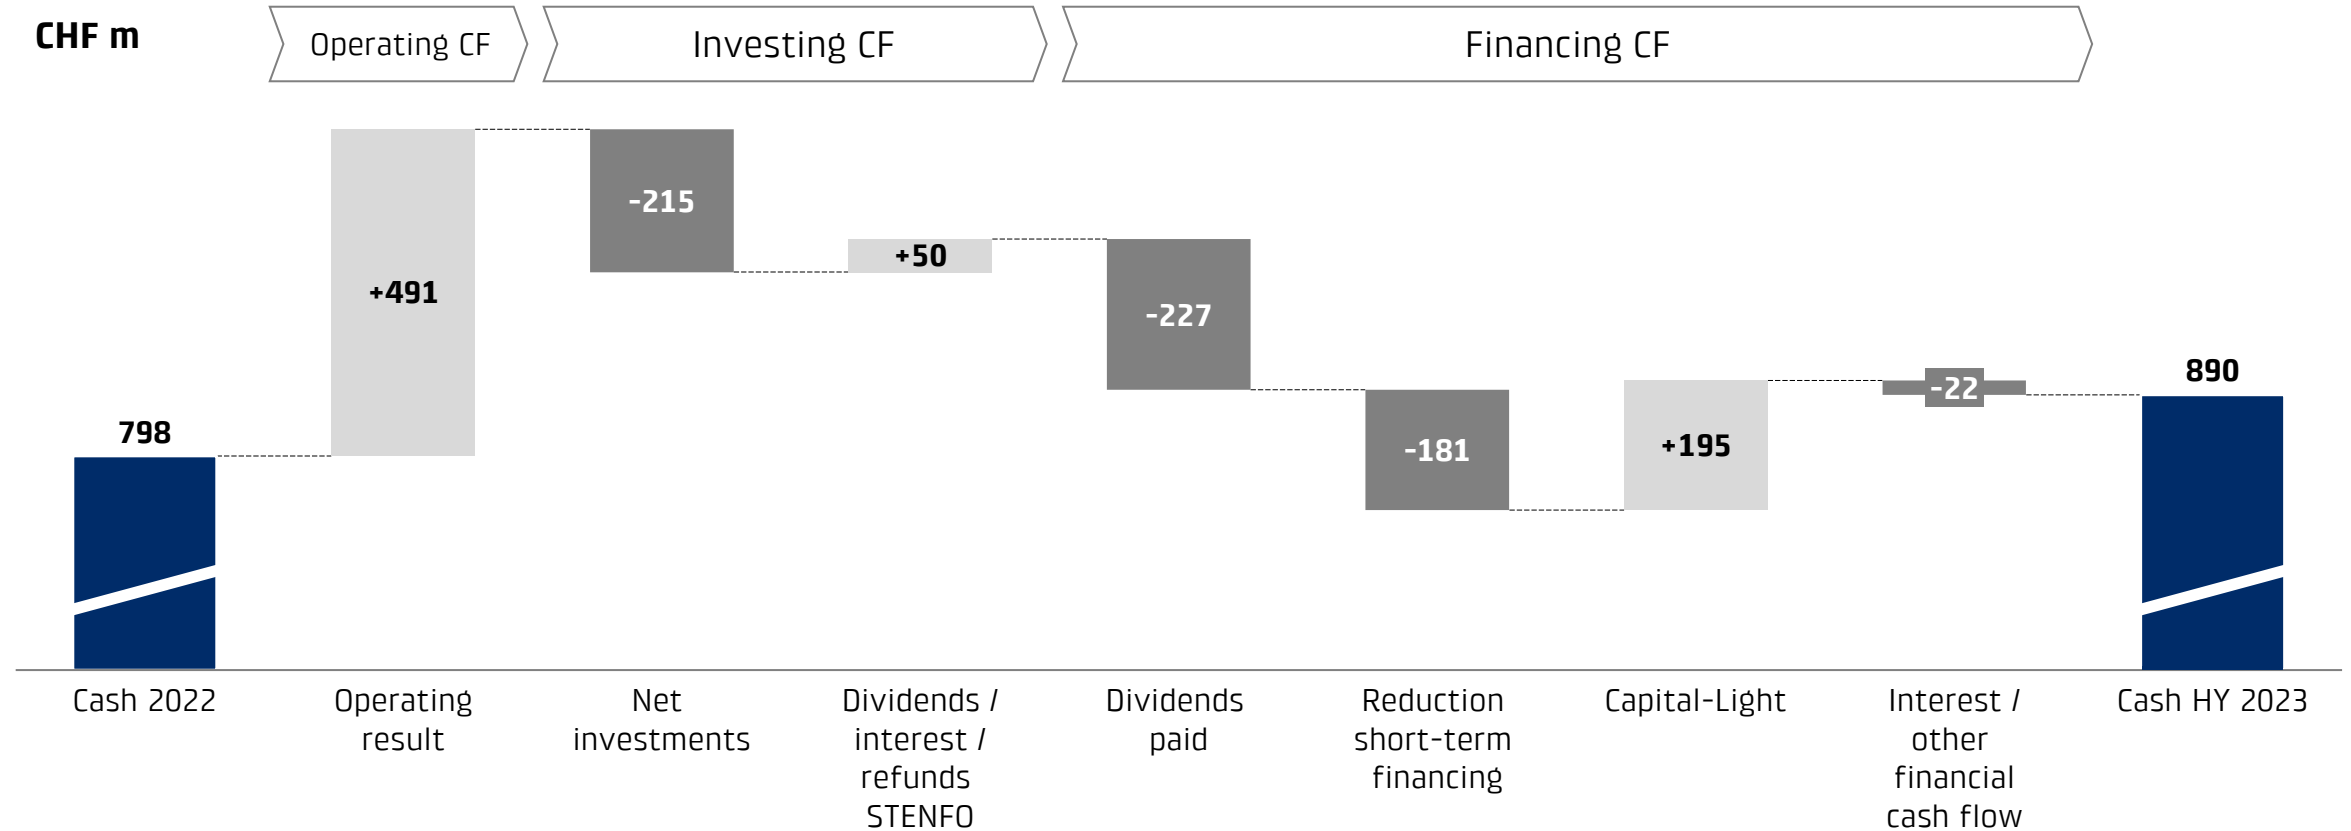 CHF m
Operating CF
Investing CF
Financing CF
798
+491
-215
+50
-227
-181
+195
-22
890
Cash 2022
Operating
result
Net
investments
Dividends /
interest /
refunds
STENFO
Dividends
paid
Reduction
short-term
financing
Capital-Light
Interest /
other
financial
cash flow
Cash HY 2023